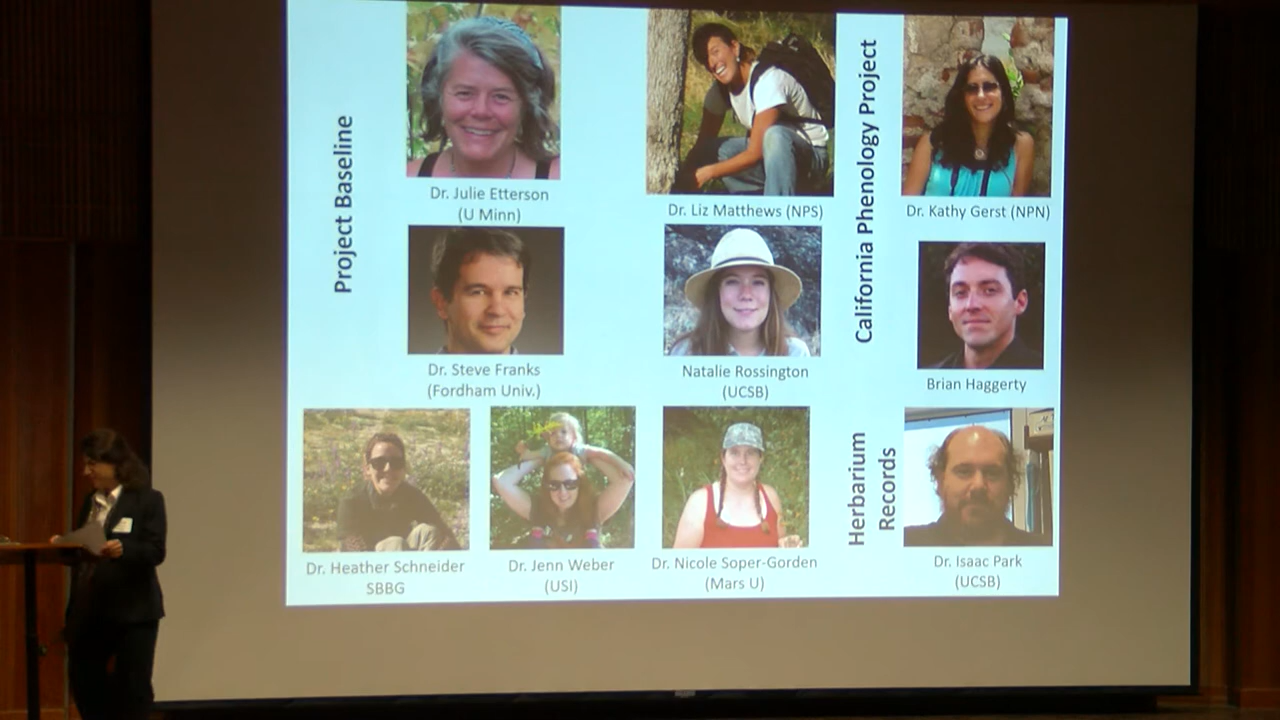 Project Baseline
Dr. Julie Etterson
(U Minn)
Dr. Liz Matthews (NPS)
California Phenology Project
Dr. Kathy Gerst (NPN)
Dr. Steve Franks
(Fordham Univ.)
Natalie Rossington
(UCSB)
Brian Haggerty
Dr. Heather Schneider
SBBG
Dr. Jenn Weber
(USI)
Dr. Nicole Soper-Gorden
(Mars U)
Herbarium
Records
Dr. Isaac Park
(UCSB)